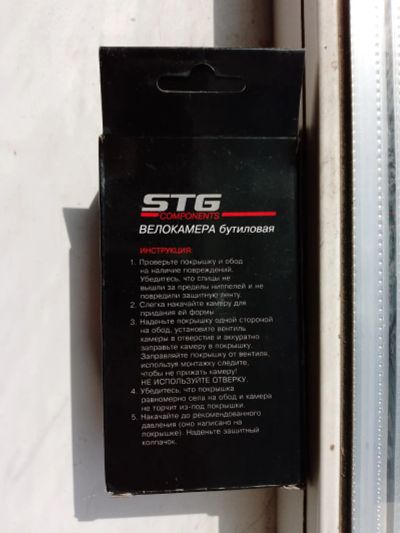 STG
COMPONENTS
ВЕЛОКАМЕРА бутиловая
ИНСТРУКЦИЯ:
1. Проверьте покрышку и обод
на наличие повреждений.
Убедитесь, что спицы не
вышли за пределы ниппелей и не
повредили защитную ленту.
2. Слегка накачайте камеру для
придания ей формы
3. Наденьте покрышку одной стороной
на обод, установите вентиль
камеры в отверстие и аккуратно
заправьте камеру в покрышку.
Заправляйте покрышку от вентиля,
используя монтажку следите,
чтобы не прижать камеру!
НЕ ИСПОЛЬЗУЙТЕ ОТВЕРКУ.
4. Убедитесь, что покрышка
равномерно села на обод и камера
не торчит из-под покрышки.
5. Накачайте до рекомендованного
давления (оно написано на
покрышке). Наденьте защитный
колпачок.